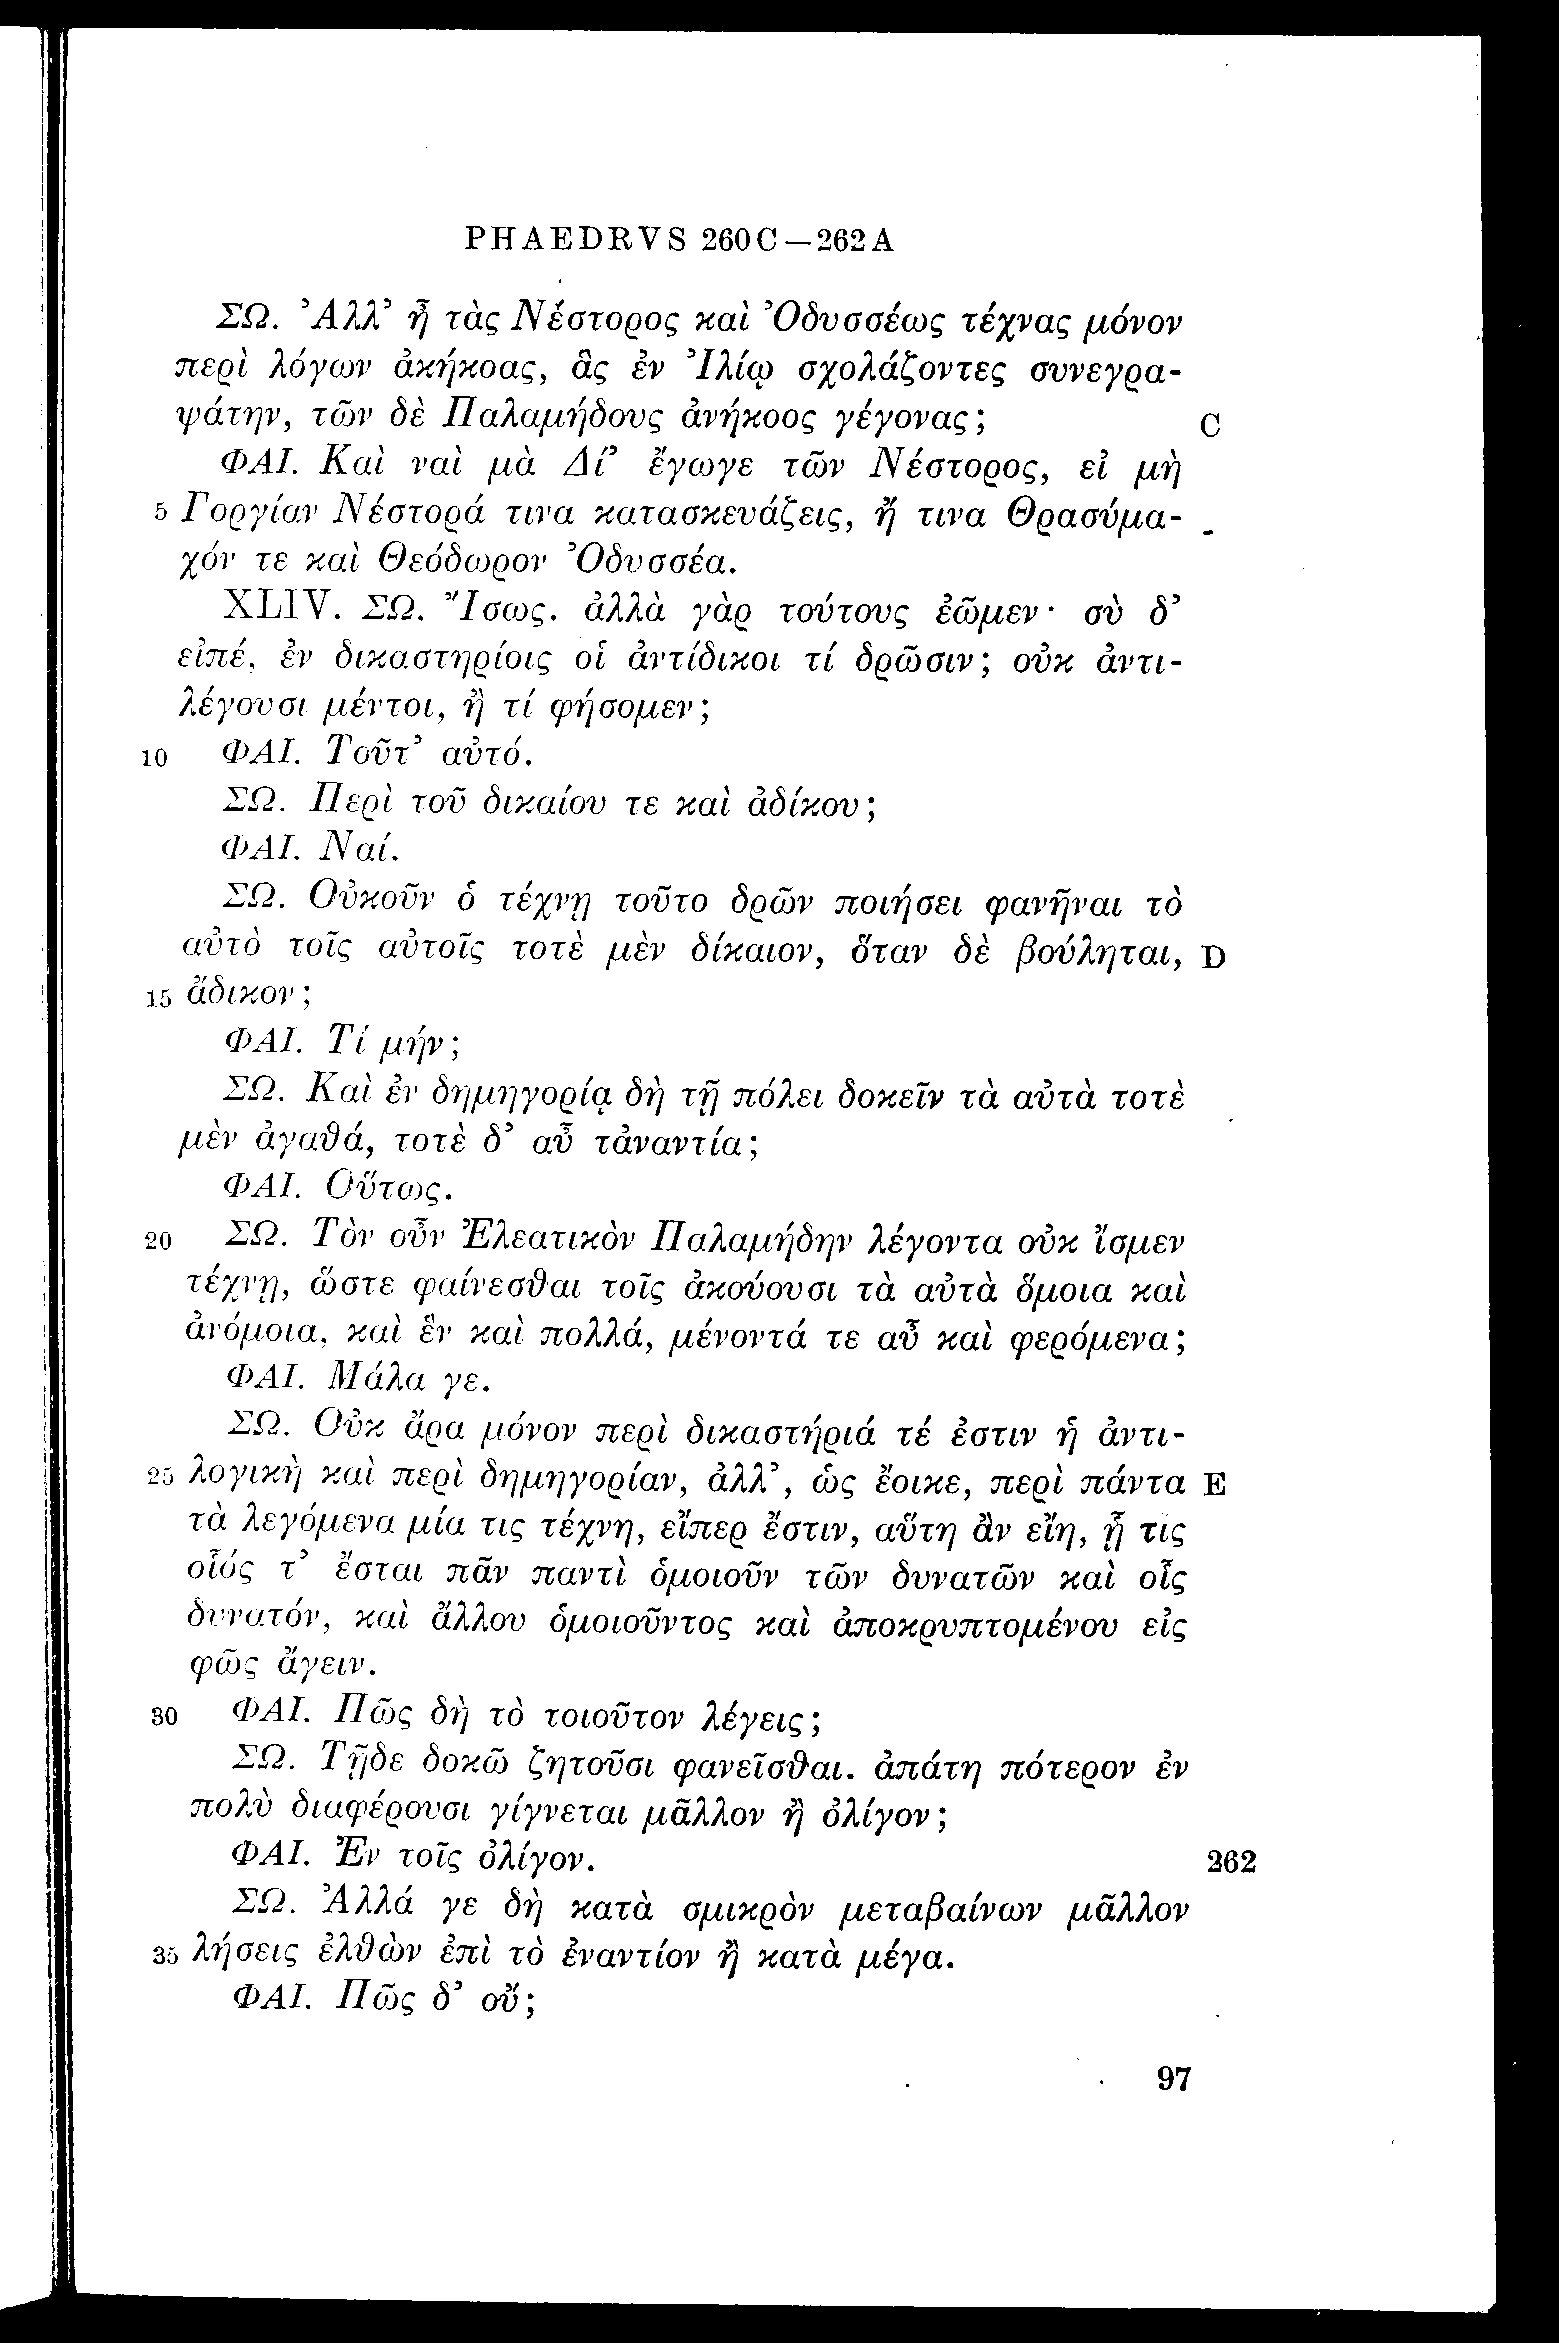 PHAEDRVS 260C—262A
ΣΩ. Ἀλλ’ ἦ τὰς Νέστορος καὶ Ὀδυσσέως τέχνας μόνον
περὶ λόγων ἀκήκοας, ἃς ἐν Ἰλίῳ σχολάζοντες συνεγρα-
ψάτην, τῶν δὲ Παλαμήδους ἀνήκοος γέγονας; C
ΦΑΙ. Καὶ ναὶ μὰ Δί’ ἔγωγε τῶν Νέστορος, εἰ μὴ
5 Γοργίαν Νέστορά τινα κατασκευάζεις, ἤ τινα Θρασύμα-
χόν τε καὶ Θεόδωρον Ὀδυσσέα.
XLIV. ΣΩ. Ἴσως. ἀλλὰ γὰρ τούτους ἐῶμεν· σὺ δ’
εἰπέ, ἐν δικαστηρίοις οἱ ἀντίδικοι τί δρῶσιν; οὐκ ἀντι-
λέγουσι μέντοι, ἢ τί φήσομεν;
10 ΦΑΙ. Τοῦτ’ αὐτό.
ΣΩ. Περὶ τοῦ δικαίου τε καὶ ἀδίκου;
ΦΑΙ. Ναί.
ΣΩ. Οὐκοῦν ὁ τέχνῃ τοῦτο δρῶν ποιήσει φανῆναι τὸ
αὐτὸ τοῖς αὐτοῖς τοτὲ μὲν δίκαιον, ὅταν δὲ βούληται, D
15 ἄδικον;
ΦΑΙ. Τί μήν;
ΣΩ. Καὶ ἐν δημηγορίᾳ δὴ τῇ πόλει δοκεῖν τὰ αὐτὰ τοτὲ
μὲν ἀγαθά, τοτὲ δ’ αὖ τἀναντία;
ΦΑΙ. Οὕτως.
20 ΣΩ. Τὸν οὖν Ἐλεατικὸν Παλαμήδην λέγοντα οὐκ ἴσμεν
τέχνῃ, ὥστε φαίνεσθαι τοῖς ἀκούουσι τὰ αὐτὰ ὅμοια καὶ
ἀνόμοια, καὶ ἓν καὶ πολλά, μένοντά τε αὖ καὶ φερόμενα;
ΦΑΙ. Μάλα γε.
ΣΩ. Οὐκ ἄρα μόνον περὶ δικαστήριά τέ ἐστιν ἡ ἀντι-
25 λογικὴ καὶ περὶ δημηγορίαν, ἀλλ’, ὡς ἔοικε, περὶ πάντα E
τὰ λεγόμενα μία τις τέχνη, εἴπερ ἔστιν, αὕτη ἂν εἴη, ᾗ τις
οἷός τ’ ἔσται πᾶν παντὶ ὁμοιοῦν τῶν δυνατῶν καὶ οἷς
δυνατόν, καὶ ἄλλου ὁμοιοῦντος καὶ ἀποκρυπτομένου εἰς
φῶς ἄγειν.
30 ΦΑΙ. Πῶς δὴ τὸ τοιοῦτον λέγεις;
ΣΩ. Τῇδε δοκῶ ζητοῦσι φανεῖσθαι. ἀπάτη πότερον ἐν
πολὺ διαφέρουσι γίγνεται μᾶλλον ἢ ὀλίγον;
ΦΑΙ. Ἐν τοῖς ὀλίγον. 262
ΣΩ. Ἀλλά γε δὴ κατὰ σμικρὸν μεταβαίνων μᾶλλον
35 λήσεις ἐλθὼν ἐπὶ τὸ ἐναντίον ἢ κατὰ μέγα.
ΦΑΙ. Πῶς δ’ οὔ;
97